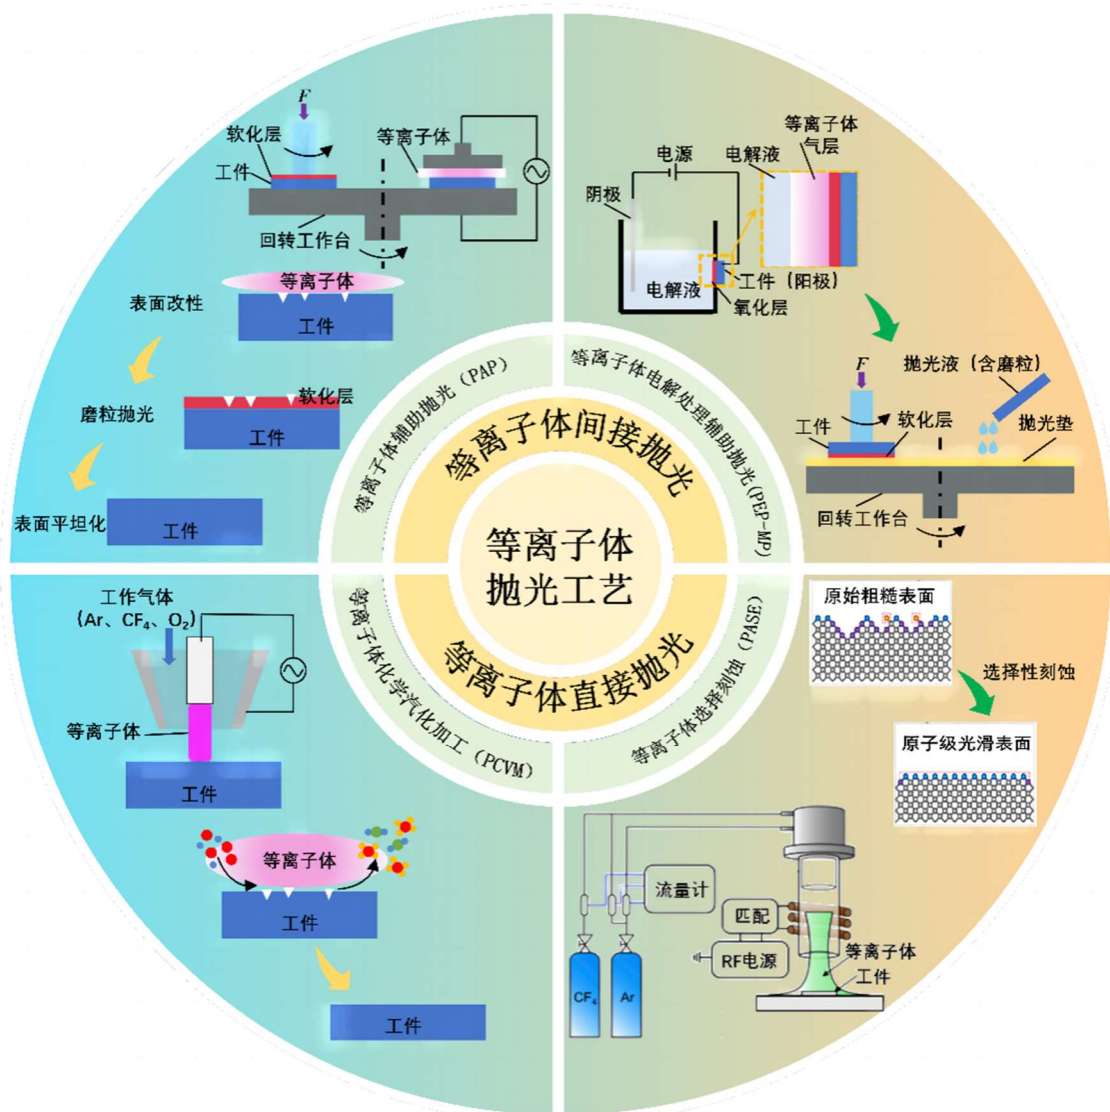 F
软化层
等离子体
工件
回转工作台
等离子体
表面改性
工件
软化层
磨粒抛光
工件
表面平坦化
工件
等离子体
气层
电解液
电源
阴极
电解液
工件（阳极）
氧化层
F
抛光液（含磨粒）
工件
软化层
抛光垫
回转工作台
等离子体辅助抛光(PAP)
等离子体电解处理辅助抛光(PEP-MP)
等离子体间接抛光
等离子体
抛光工艺
等离子体直接抛光
等离子体化学汽化加工(PCVM)
等离子体选择刻蚀(PASE)
工作气体
(Ar、CF₄、O₂)
等离子体
工件
等离子体
工件
工件
原始粗糙表面
选择性刻蚀
原子级光滑表面
流量计
匹配
RF电源
等离子体
工件
CF₄
Ar